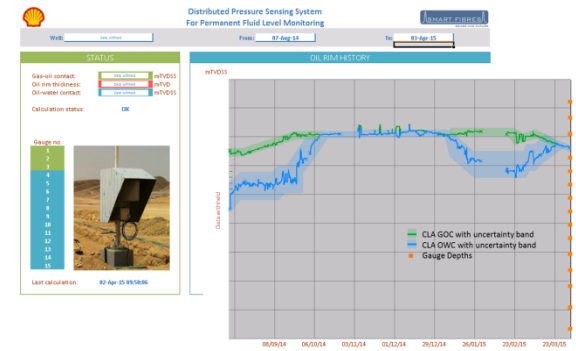 Distributed Pressure Sensing System
For Permanent Fluid Level Monitoring
SMART FIBRES
Well:
From: 07-Aug-14
To: 03-Apr-15
STATUS
OIL RIM HISTORY
Gas-oil contact: mTVDSS
Oil rim thickness: mTVD
Oil-water contact: mTVDSS
Calculation status: OK
Gauge no.
1
2
3
4
5
6
7
8
9
10
11
12
13
14
15
Last calculation: 02-Apr-15 09:58:06
mTVDSS
Data withheld
CLA GOC with uncertainty band
CLA OWC with uncertainty band
Gauge Depths
08/09/14 06/10/14 03/11/14 01/12/14 29/12/14 26/01/15 23/02/15 23/03/15